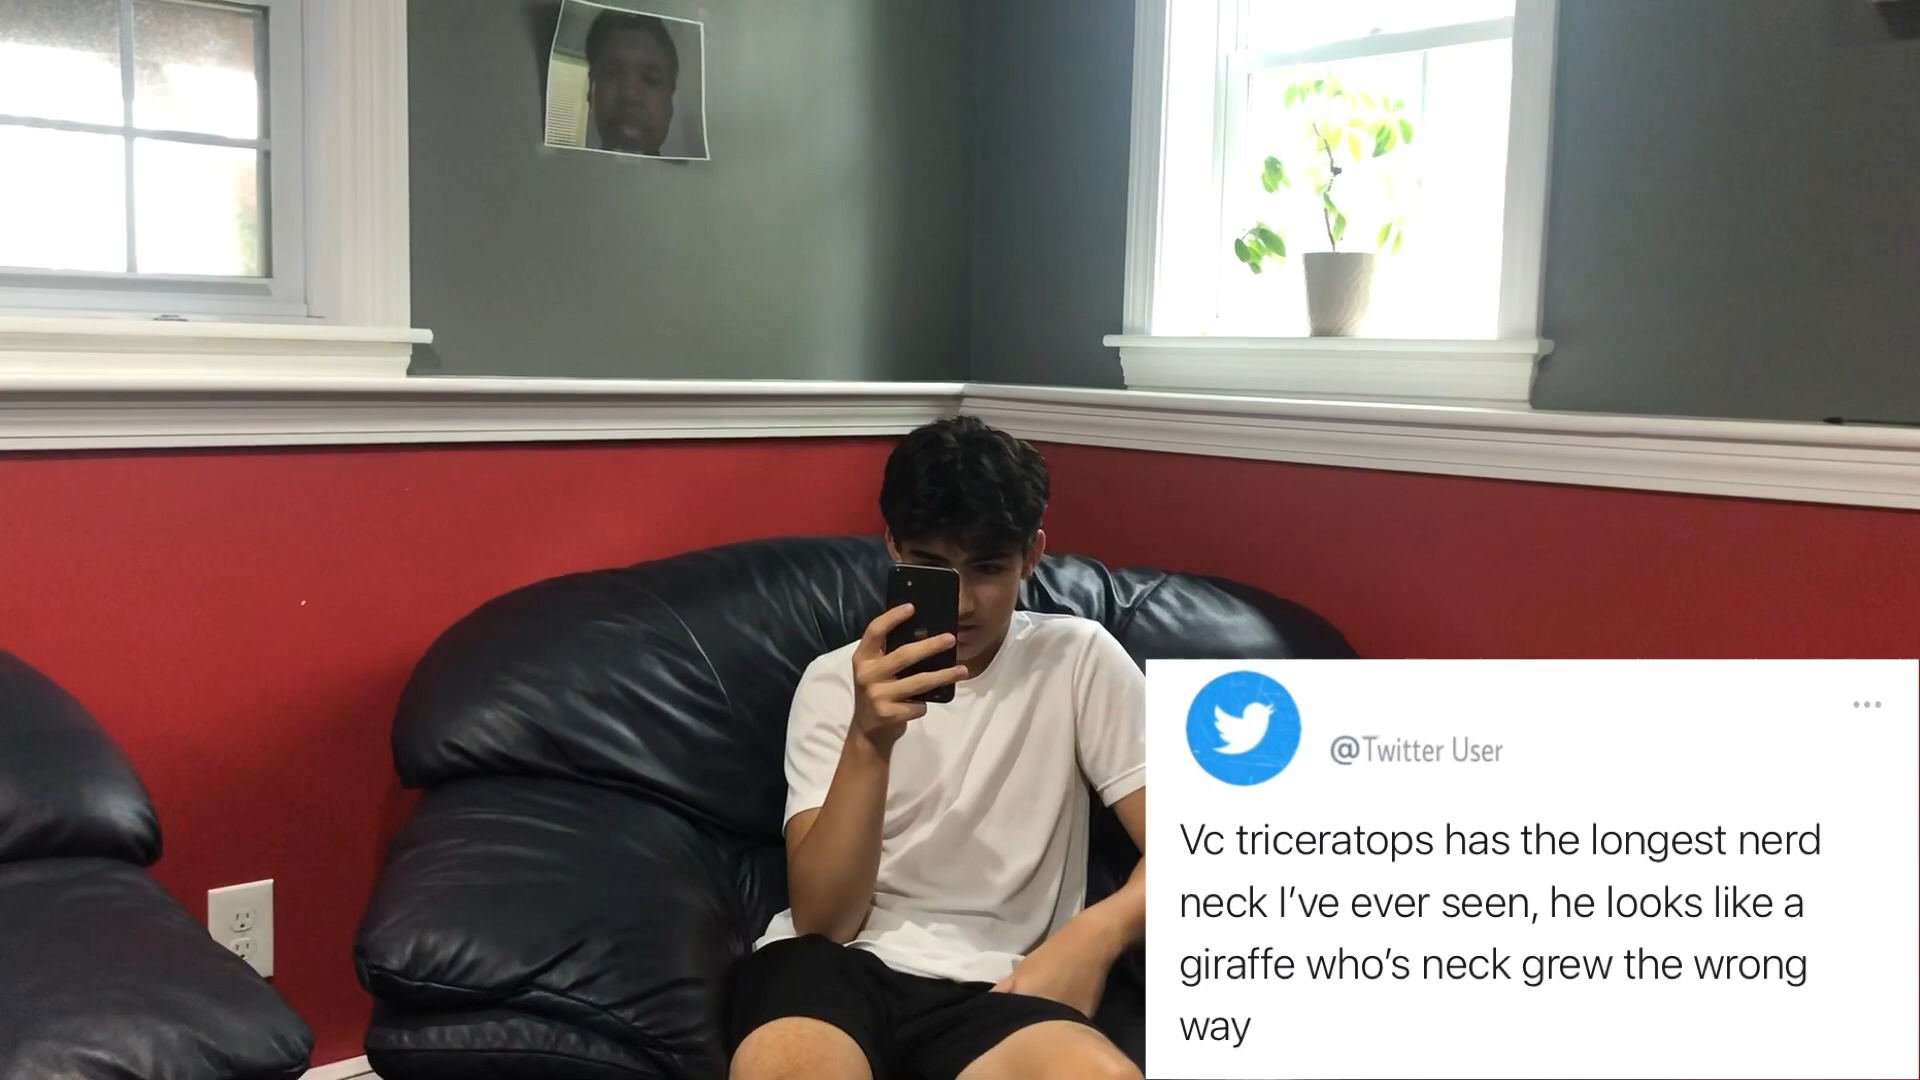 @Twitter User
Vc triceratops has the longest nerd
neck I’ve ever seen, he looks like a
giraffe who’s neck grew the wrong
way